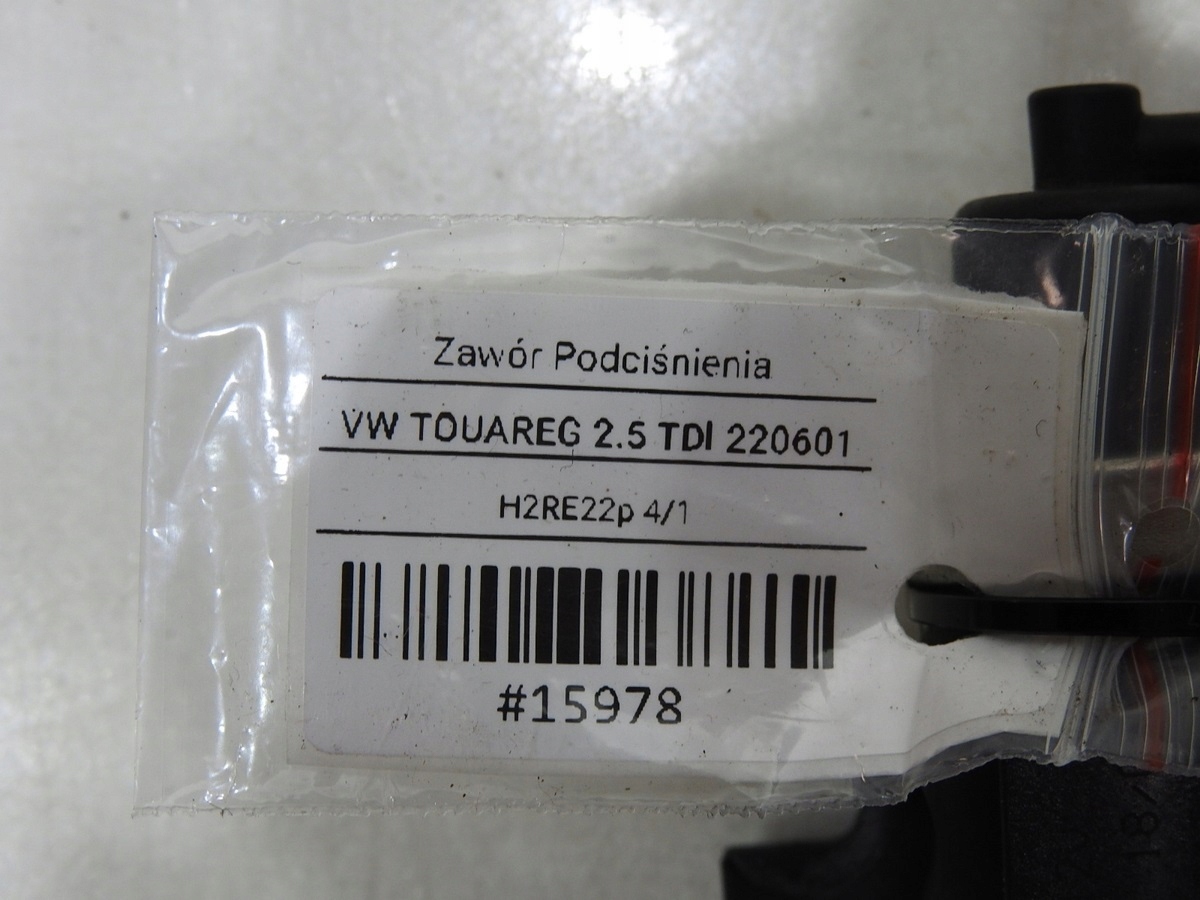 Zawór Podciśnienia
VW TOUAREG 2.5 TDI 220601
H2RE22p 4/1
#15978